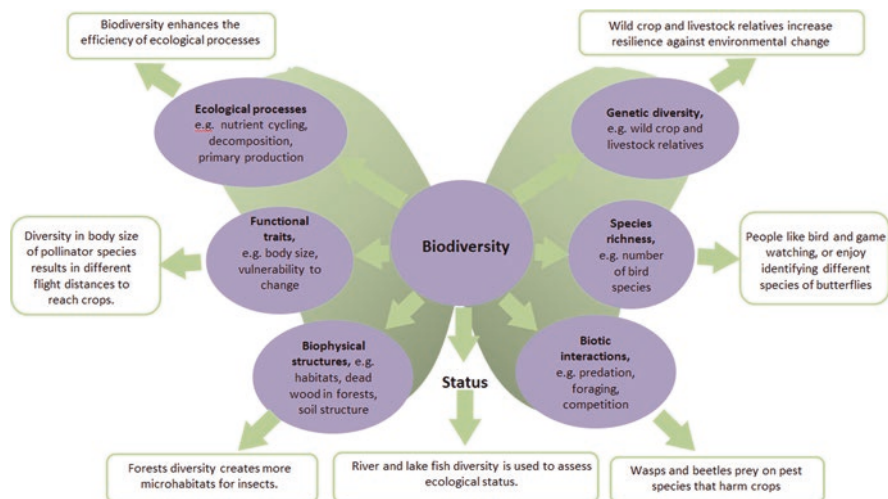 Biodiversity enhances the
efficiency of ecological processes
Wild crop and livestock relatives increase
resilience against environmental change
Ecological processes
e.g. nutrient cycling,
decomposition,
primary production
Genetic diversity,
e.g. wild crop and
livestock relatives
Diversity in body size
of pollinator species
results in different
flight distances to
reach crops.
Functional
traits,
e.g. body size,
vulnerability to
change
Biodiversity
Species
richness,
e.g. number
of bird
species
People like bird and game
watching, or enjoy
identifying different
species of butterflies
Biophysical
structures, e.g.
habitats, dead
wood in forests,
soil structure
Status
Biotic
interactions,
e.g. predation,
foraging,
competition
Forests diversity creates more
microhabitats for insects.
River and lake fish diversity is used to assess
ecological status.
Wasps and beetles prey on pest
species that harm crops